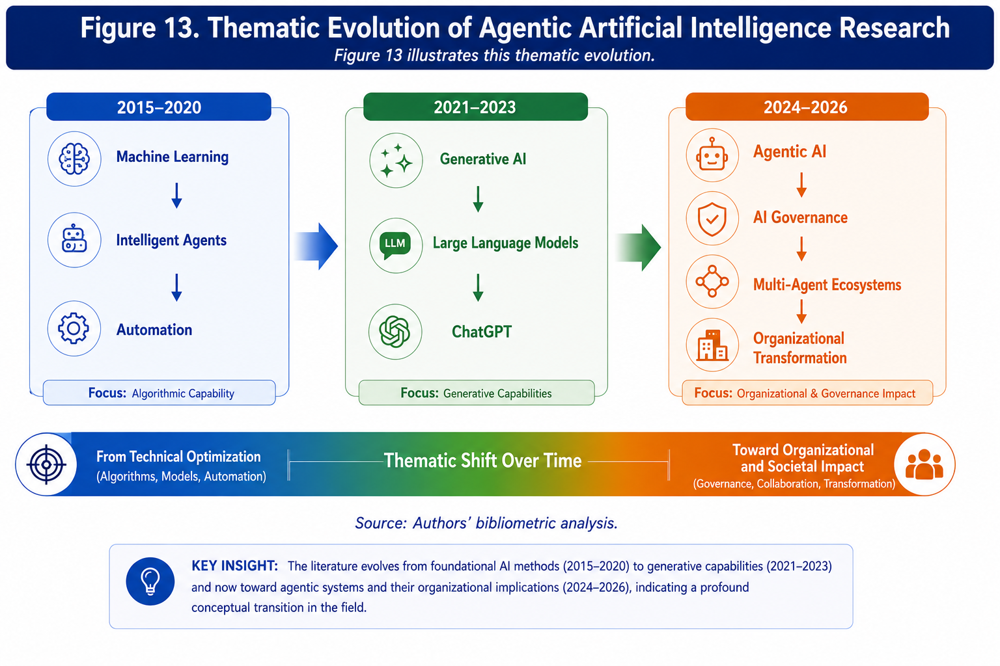 Figure 13. Thematic Evolution of Agentic Artificial Intelligence Research
Figure 13 illustrates this thematic evolution.
2015–2020
Machine Learning
Intelligent Agents
Automation
Focus: Algorithmic Capability
2021–2023
Generative AI
LLM
Large Language Models
ChatGPT
Focus: Generative Capabilities
2024–2026
Agentic AI
AI Governance
Multi-Agent Ecosystems
Organizational
Transformation
Focus: Organizational & Governance Impact
From Technical Optimization
(Algorithms, Models, Automation)
Thematic Shift Over Time
Toward Organizational
and Societal Impact
(Governance, Collaboration, Transformation)
Source: Authors' bibliometric analysis.
KEY INSIGHT: The literature evolves from foundational AI methods (2015–2020) to generative capabilities (2021–2023)
and now toward agentic systems and their organizational implications (2024–2026), indicating a profound
conceptual transition in the field.